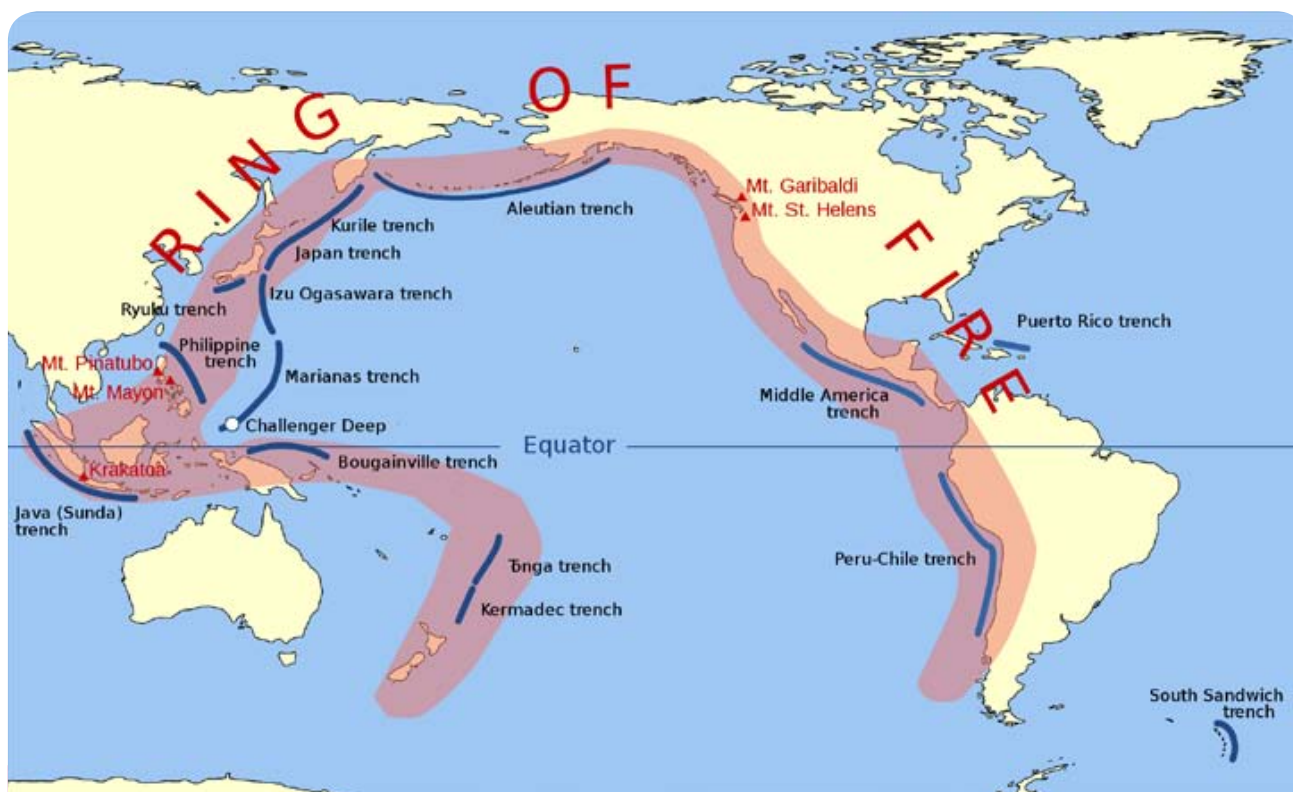 RING OF FIRE
Mt. Garibaldi
Mt. St. Helens
Aleutian trench
Kurile trench
Japan trench
Izu Ogasawara trench
Ryuku trench
Puerto Rico trench
Philippine
trench
Mt. Pinatubo
Marianas trench
Mt. Mayon
Middle America
trench
Challenger Deep
Equator
Bougainville trench
Krakatoa
Java (Sunda)
trench
Peru-Chile trench
Tonga trench
Kermadec trench
South Sandwich
trench